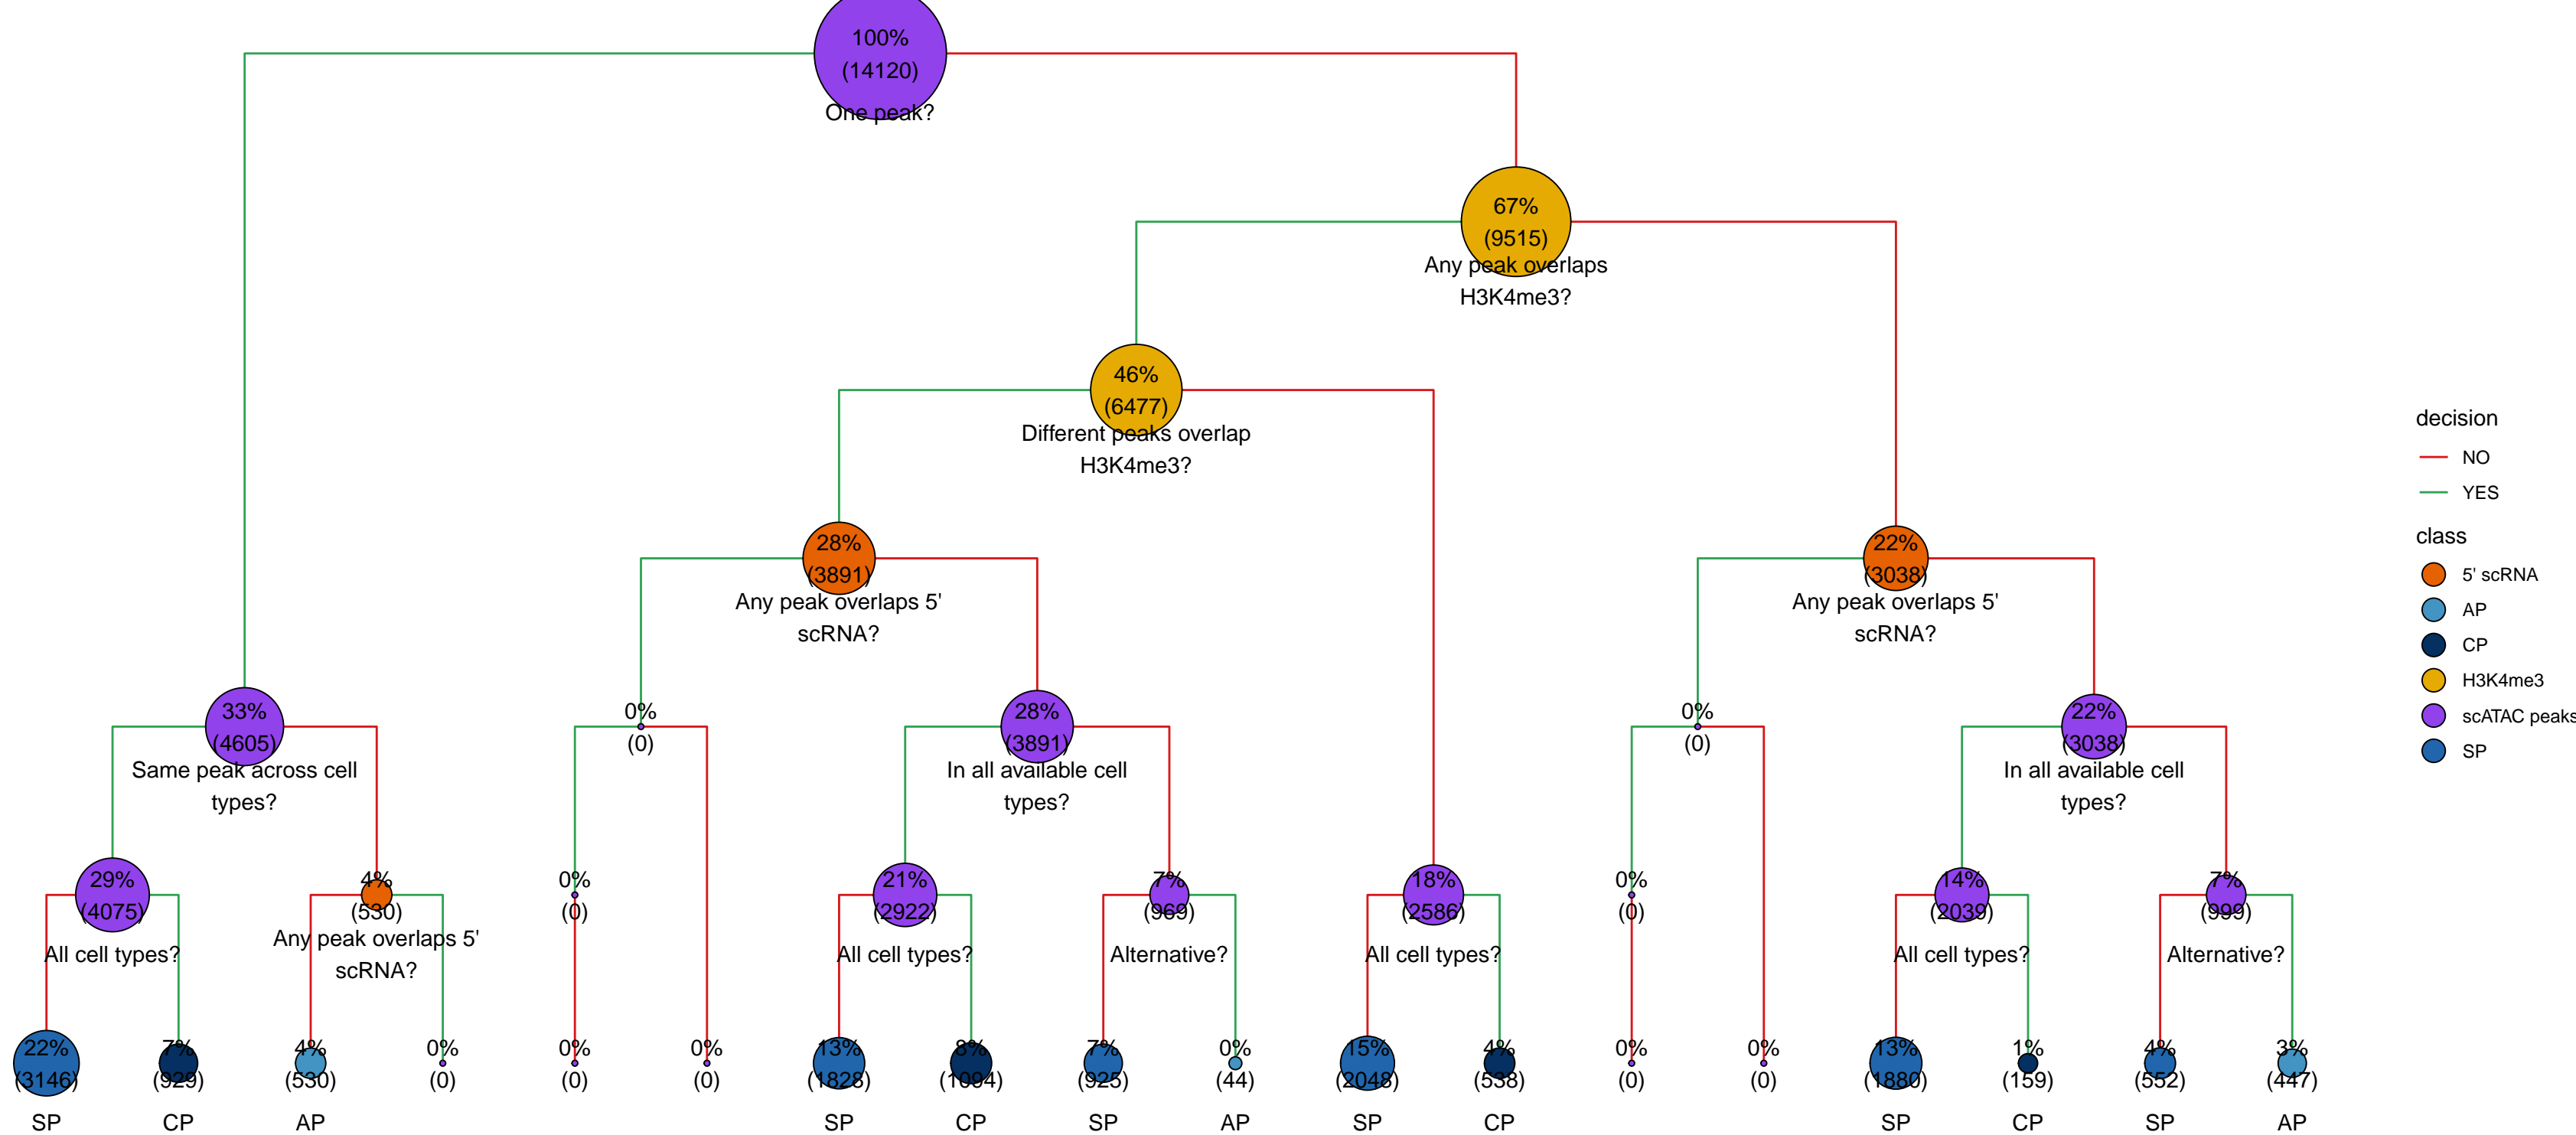 100%
(14120)
One peak?
67%
(9515)
Any peak overlaps
H3K4me3?
46%
(6477)
Different peaks overlap
H3K4me3?
28%
(3891)
Any peak overlaps 5'
scRNA?
22%
(3038)
Any peak overlaps 5'
scRNA?
33%
(4605)
Same peak across cell
types?
0%
(0)
28%
(3891)
In all available cell
types?
0%
(0)
22%
(3038)
In all available cell
types?
29%
(4075)
All cell types?
4%
(530)
Any peak overlaps 5'
scRNA?
0%
(0)
21%
(2922)
All cell types?
7%
(969)
Alternative?
18%
(2586)
All cell types?
0%
(0)
14%
(2039)
All cell types?
7%
(999)
Alternative?
22%
(3146)
SP
7%
(929)
CP
4%
(530)
AP
0%
(0)
0%
(0)
0%
(0)
13%
(1828)
SP
8%
(1094)
CP
7%
(925)
SP
0%
(44)
AP
15%
(2048)
SP
4%
(538)
CP
0%
(0)
0%
(0)
13%
(1880)
SP
1%
(159)
CP
4%
(552)
SP
3%
(447)
AP
decision
NO
YES
class
5' scRNA
AP
CP
H3K4me3
scATAC peaks
SP